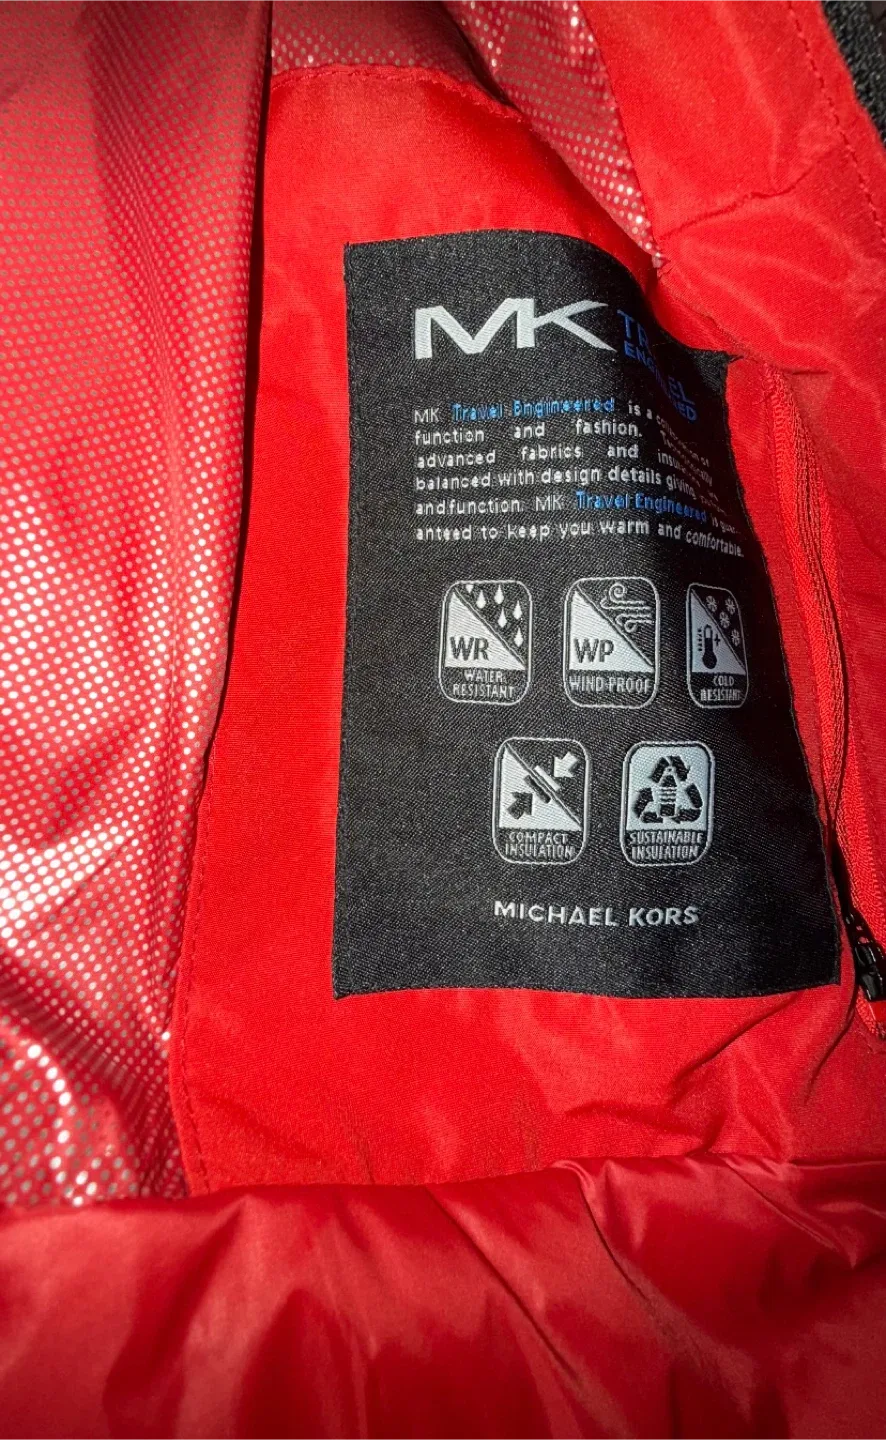 MK
MK Travel Engineered is a
function and fashion.
advanced fabrics and
balanced with design details giving
andfunction. MK Travel Engineered is
anteed to keep you warm and comfortable.
WR
WATER
RESISTANT
WP
WIND PROOF
COLD
RESISTANT
COMPACT
INSULATION
SUSTAINABLE
INSULATION
MICHAEL KORS